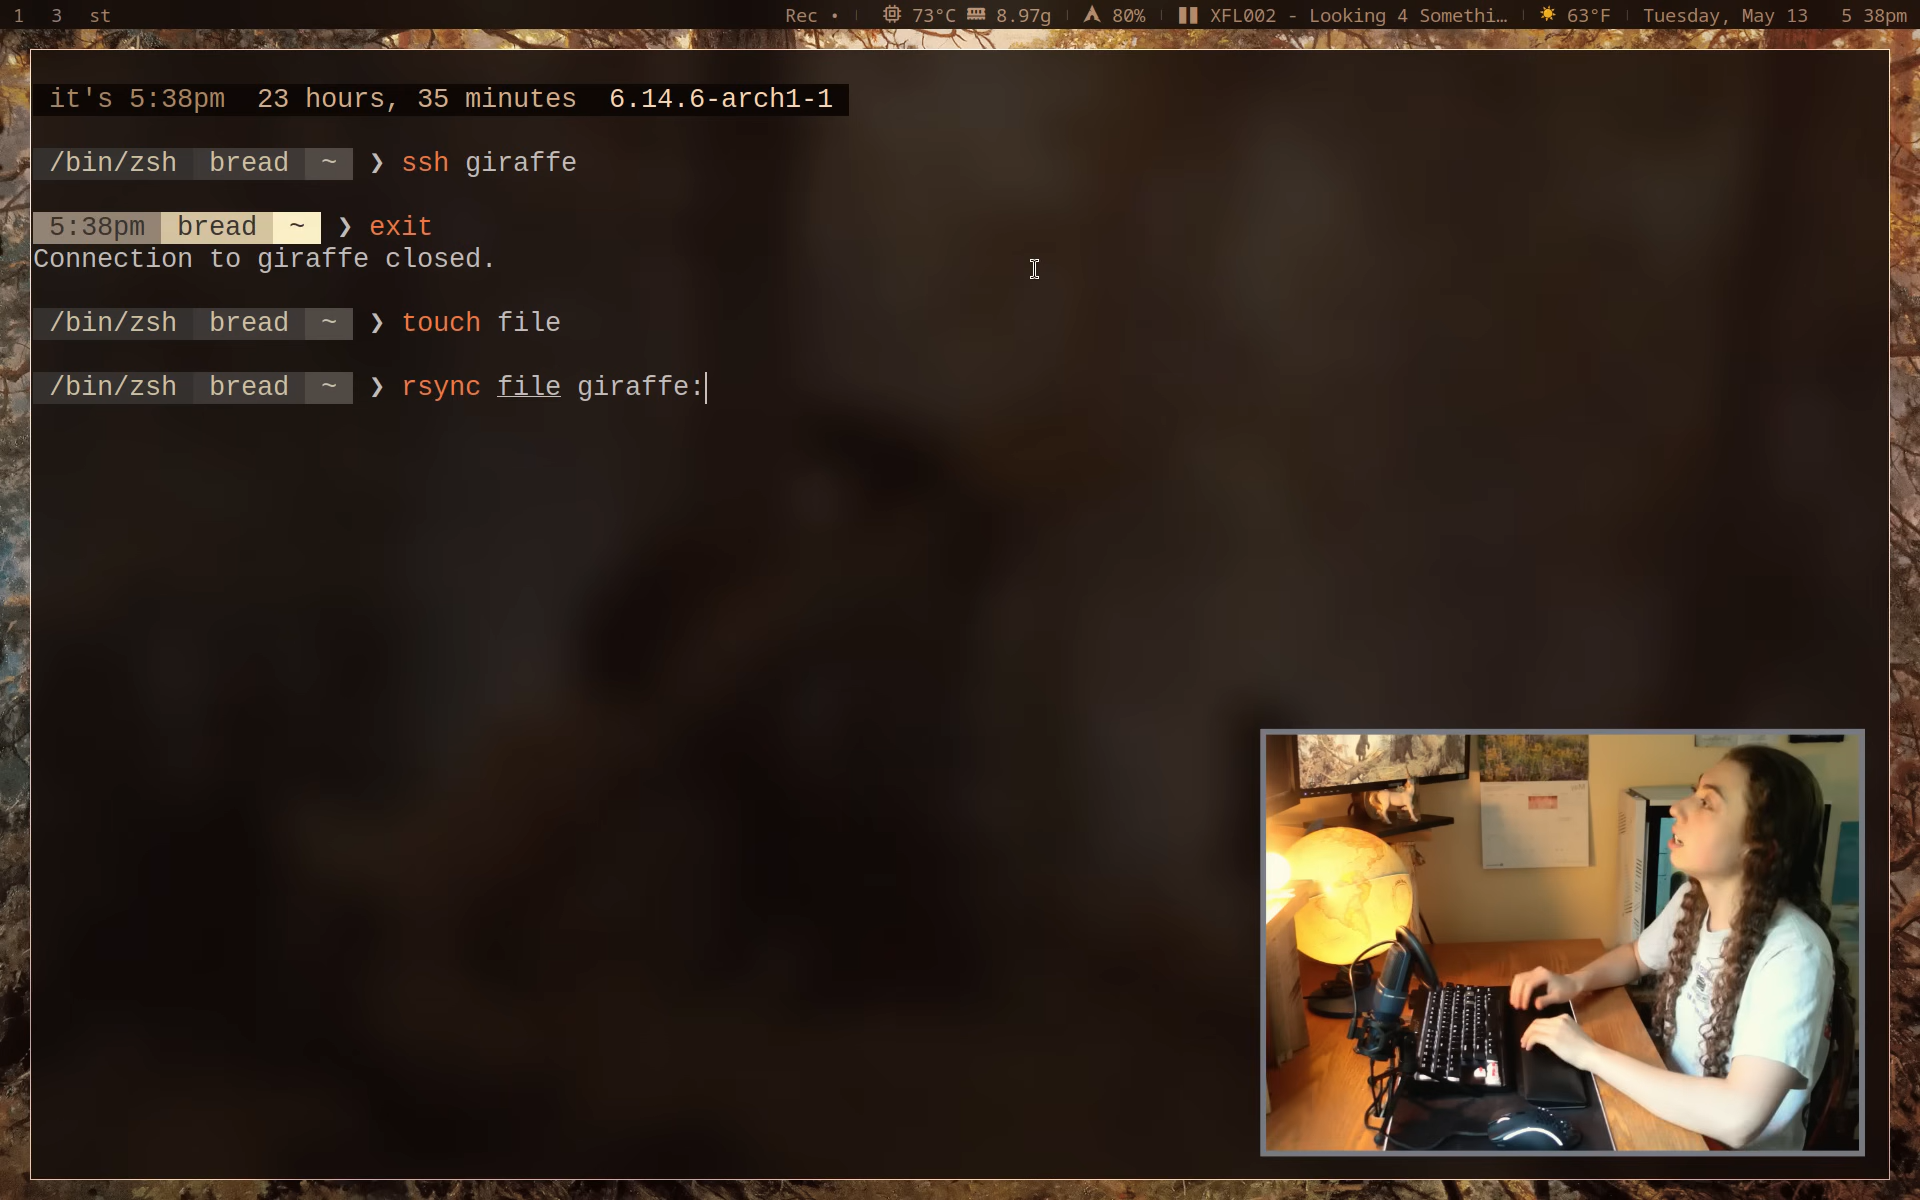 1 3 st Rec • 73°C 8.97g 80% XFL002 - Looking 4 Somethi… 63°F Tuesday, May 13 5 38pm
it's 5:38pm 23 hours, 35 minutes 6.14.6-arch1-1
/bin/zsh bread ~ ❯ ssh giraffe
5:38pm bread ~ ❯ exit
Connection to giraffe closed.
/bin/zsh bread ~ ❯ touch file
/bin/zsh bread ~ ❯ rsync file giraffe: